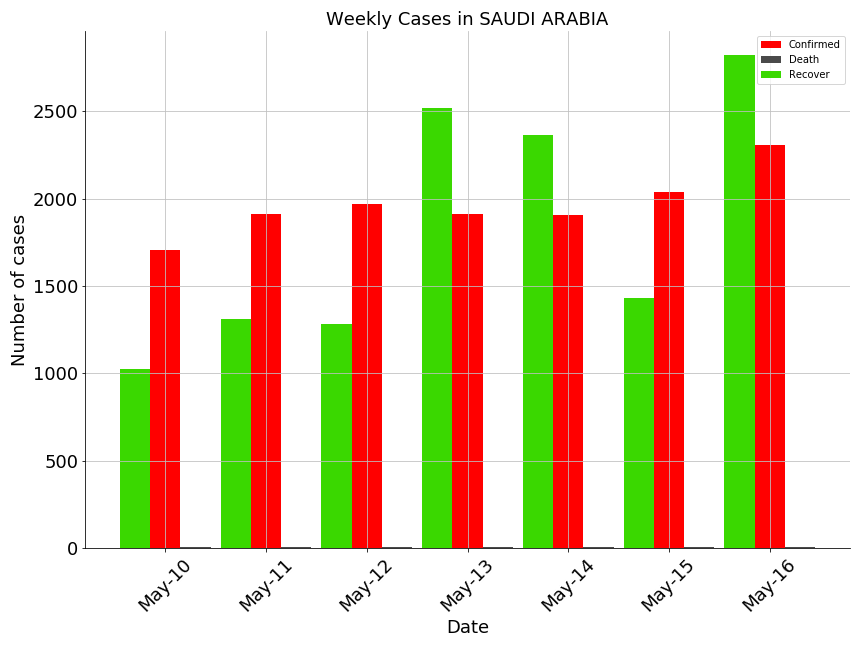 Weekly Cases in SAUDI ARABIA
Confirmed
Death
Recover
Number of cases
2500
2000
1500
1000
500
0
May-10
May-11
May-12
May-13
May-14
May-15
May-16
Date